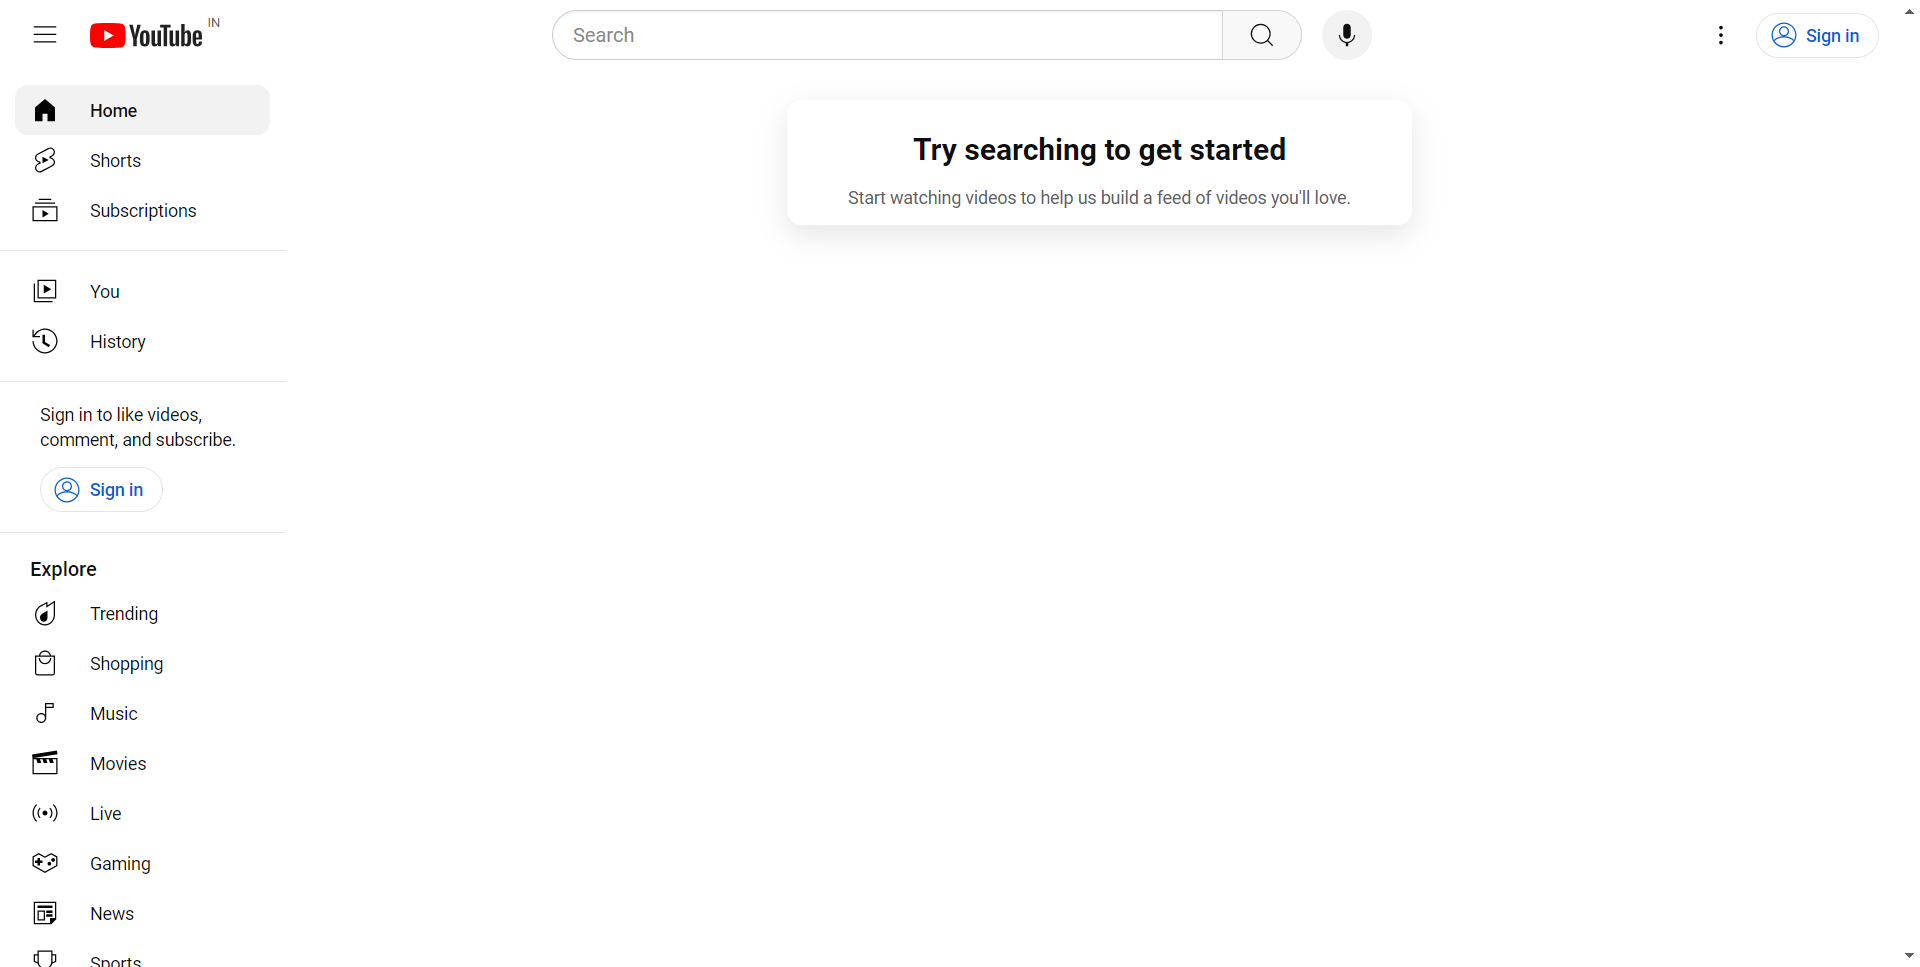 YouTube IN
Search
Sign in
Home
Shorts
Subscriptions
You
History
Sign in to like videos,
comment, and subscribe.
Sign in
Explore
Trending
Shopping
Music
Movies
Live
Gaming
News
Sports
Try searching to get started
Start watching videos to help us build a feed of videos you'll love.